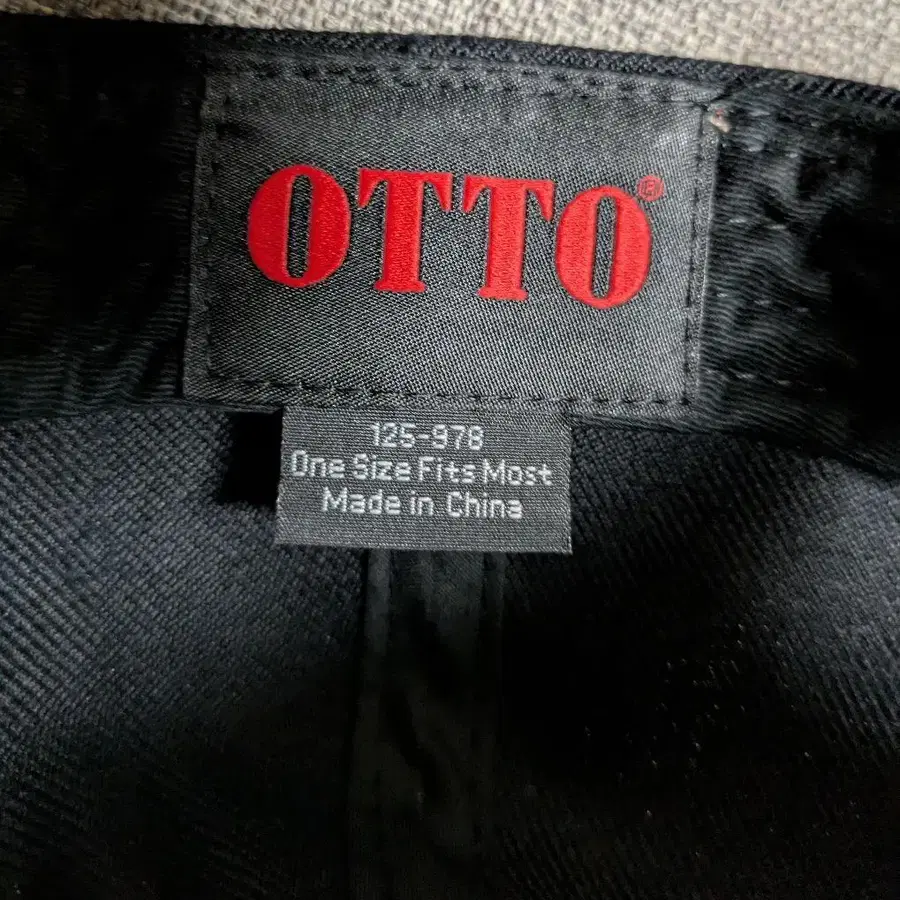 OTTO®
125-978
One Size Fits Most
Made in China